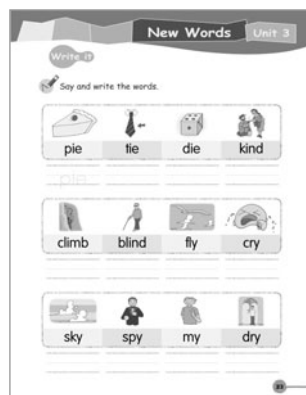 New Words Unit 3
Write it
Say and write the words.
pie tie die kind
pie
climb blind fly cry
sky spy my dry